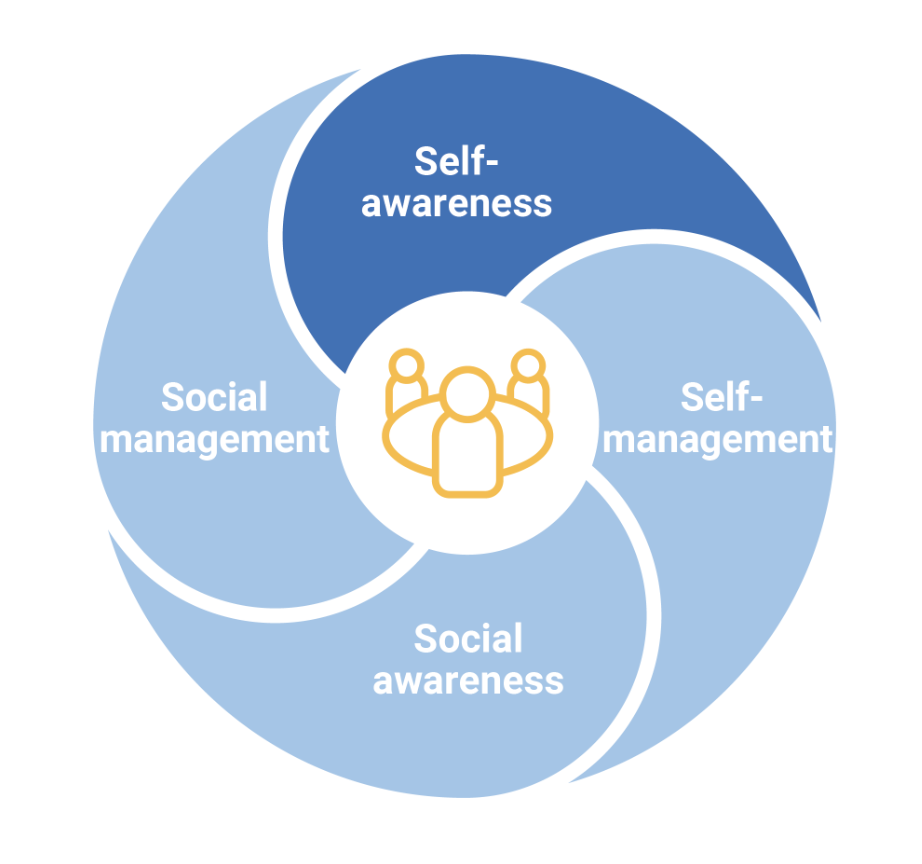 Self-
awareness
Social
management
Self-
management
Social
awareness